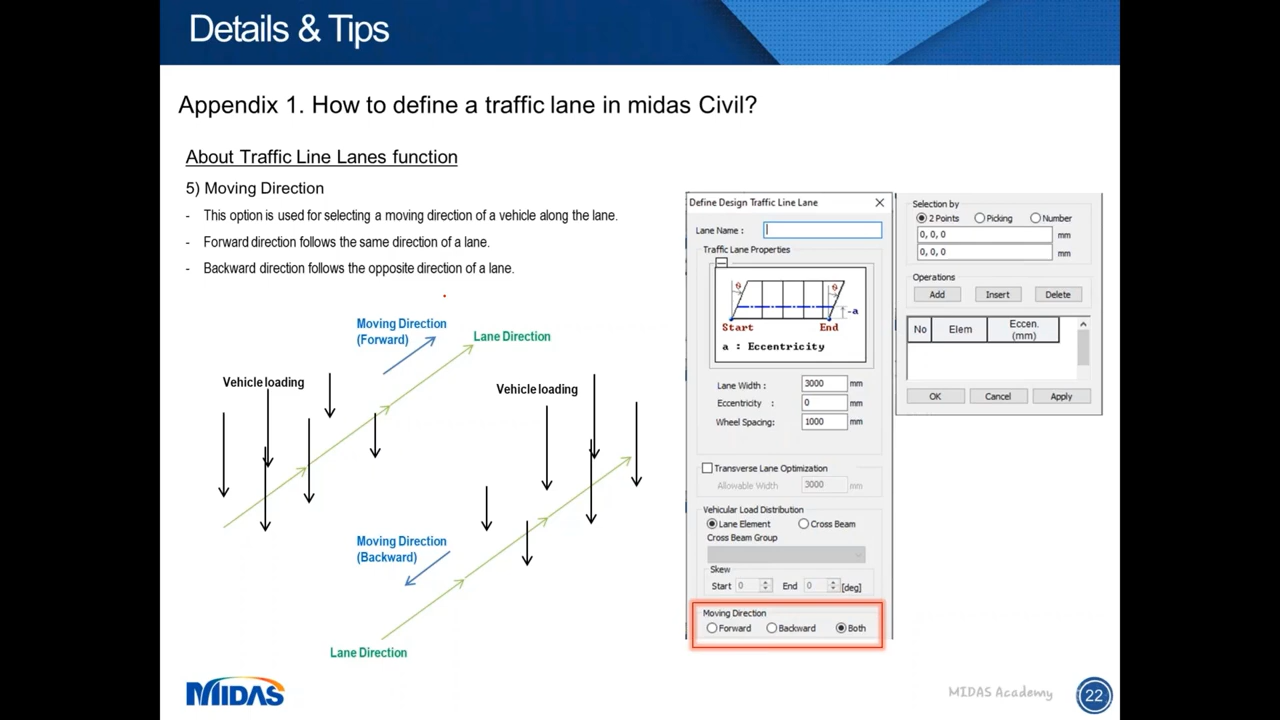 Details & Tips
Appendix 1. How to define a traffic lane in midas Civil?
About Traffic Line Lanes function
5) Moving Direction
- This option is used for selecting a moving direction of a vehicle along the lane.
- Forward direction follows the same direction of a lane.
- Backward direction follows the opposite direction of a lane.
Moving Direction
(Forward)
Lane Direction
Vehicle loading
Vehicle loading
Moving Direction
(Backward)
Lane Direction
Define Design Traffic Line Lane
Lane Name :
Traffic Lane Properties
Start End
a : Eccentricity
-a
Lane Width : 3000 mm
Eccentricity : 0 mm
Wheel Spacing: 1000 mm
Transverse Lane Optimization
Allowable Width 3000 mm
Vehicular Load Distribution
Lane Element Cross Beam
Cross Beam Group
Skew
Start 0 End 0 [deg]
Moving Direction
Forward Backward Both
Selection by
2 Points Picking Number
0, 0, 0 mm
0, 0, 0 mm
Operations
Add Insert Delete
No Elem Eccen.
(mm)
OK Cancel Apply
MIDAS
MIDAS Academy
22